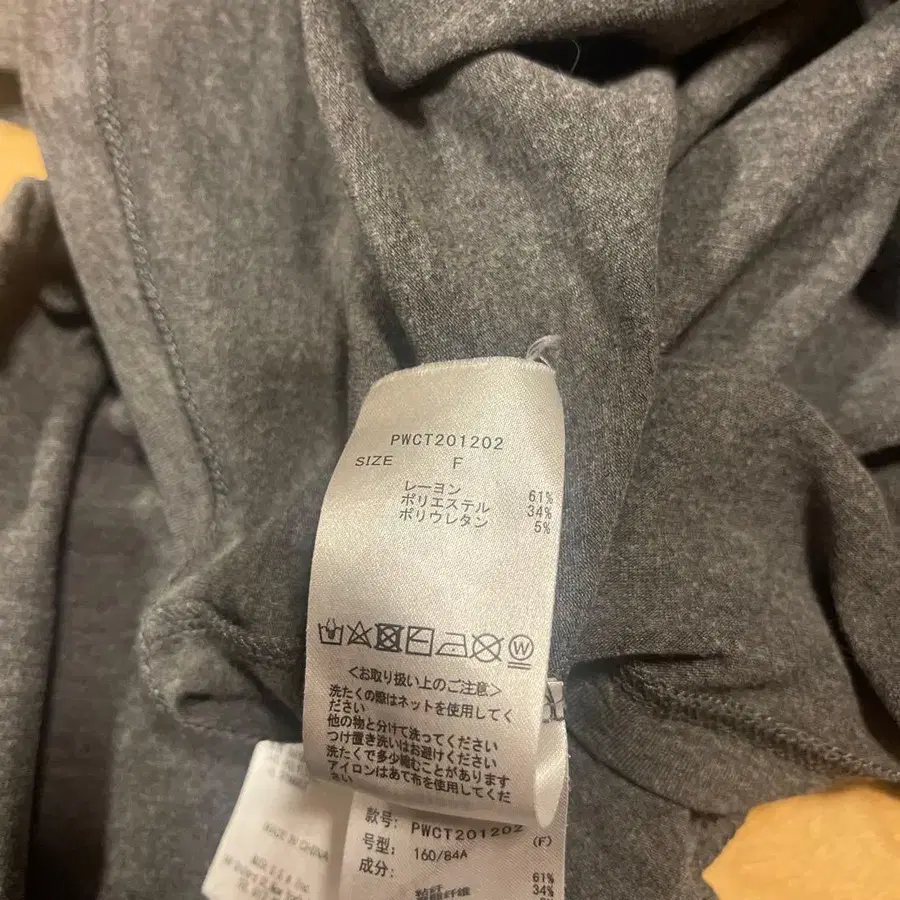 PWCT201202
SIZE F
レーヨン 61%
ポリエステル 34%
ポリウレタン 5%
W
<お取り扱い上のご注意>
洗たくの際はネットを使用してく
ださい
他の物と分けて洗ってください
つけ置き洗いはお避けください
洗たくで多少縮むことがあります
アイロンはあて布を使用してくだ
さい
MADE IN CHINA
款号: PWCT201202
号型: 160/84A (F)
成分:
61%
34%